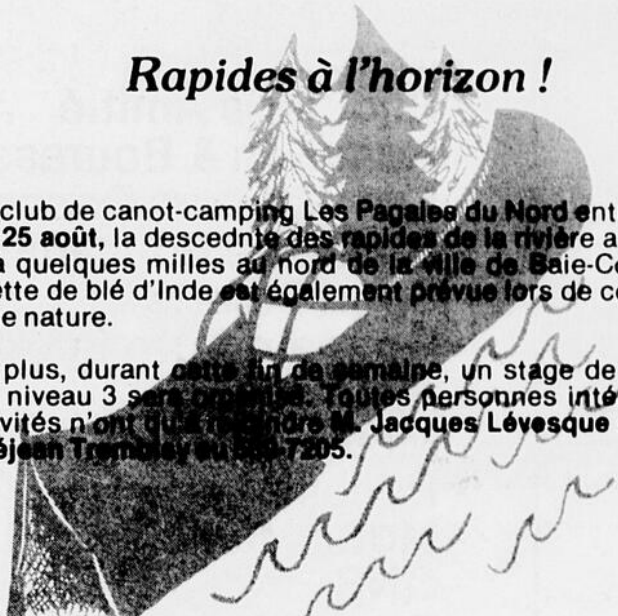 Rapides à l'horizon !
club de canot-camping Les Pagales du Nord ent
25 août, la descednte des rapides de la rivière a
quelques milles au nord de la ville de Baie-Co
ette de blé d'Inde est également prévue lors de ce
e nature.
plus, durant cette fin de semaine, un stage de
niveau 3 sera organisé. Toutes personnes inté
vités n'ont qu'à rejoindre M. Jacques Lévesque
éjean Tremblay au